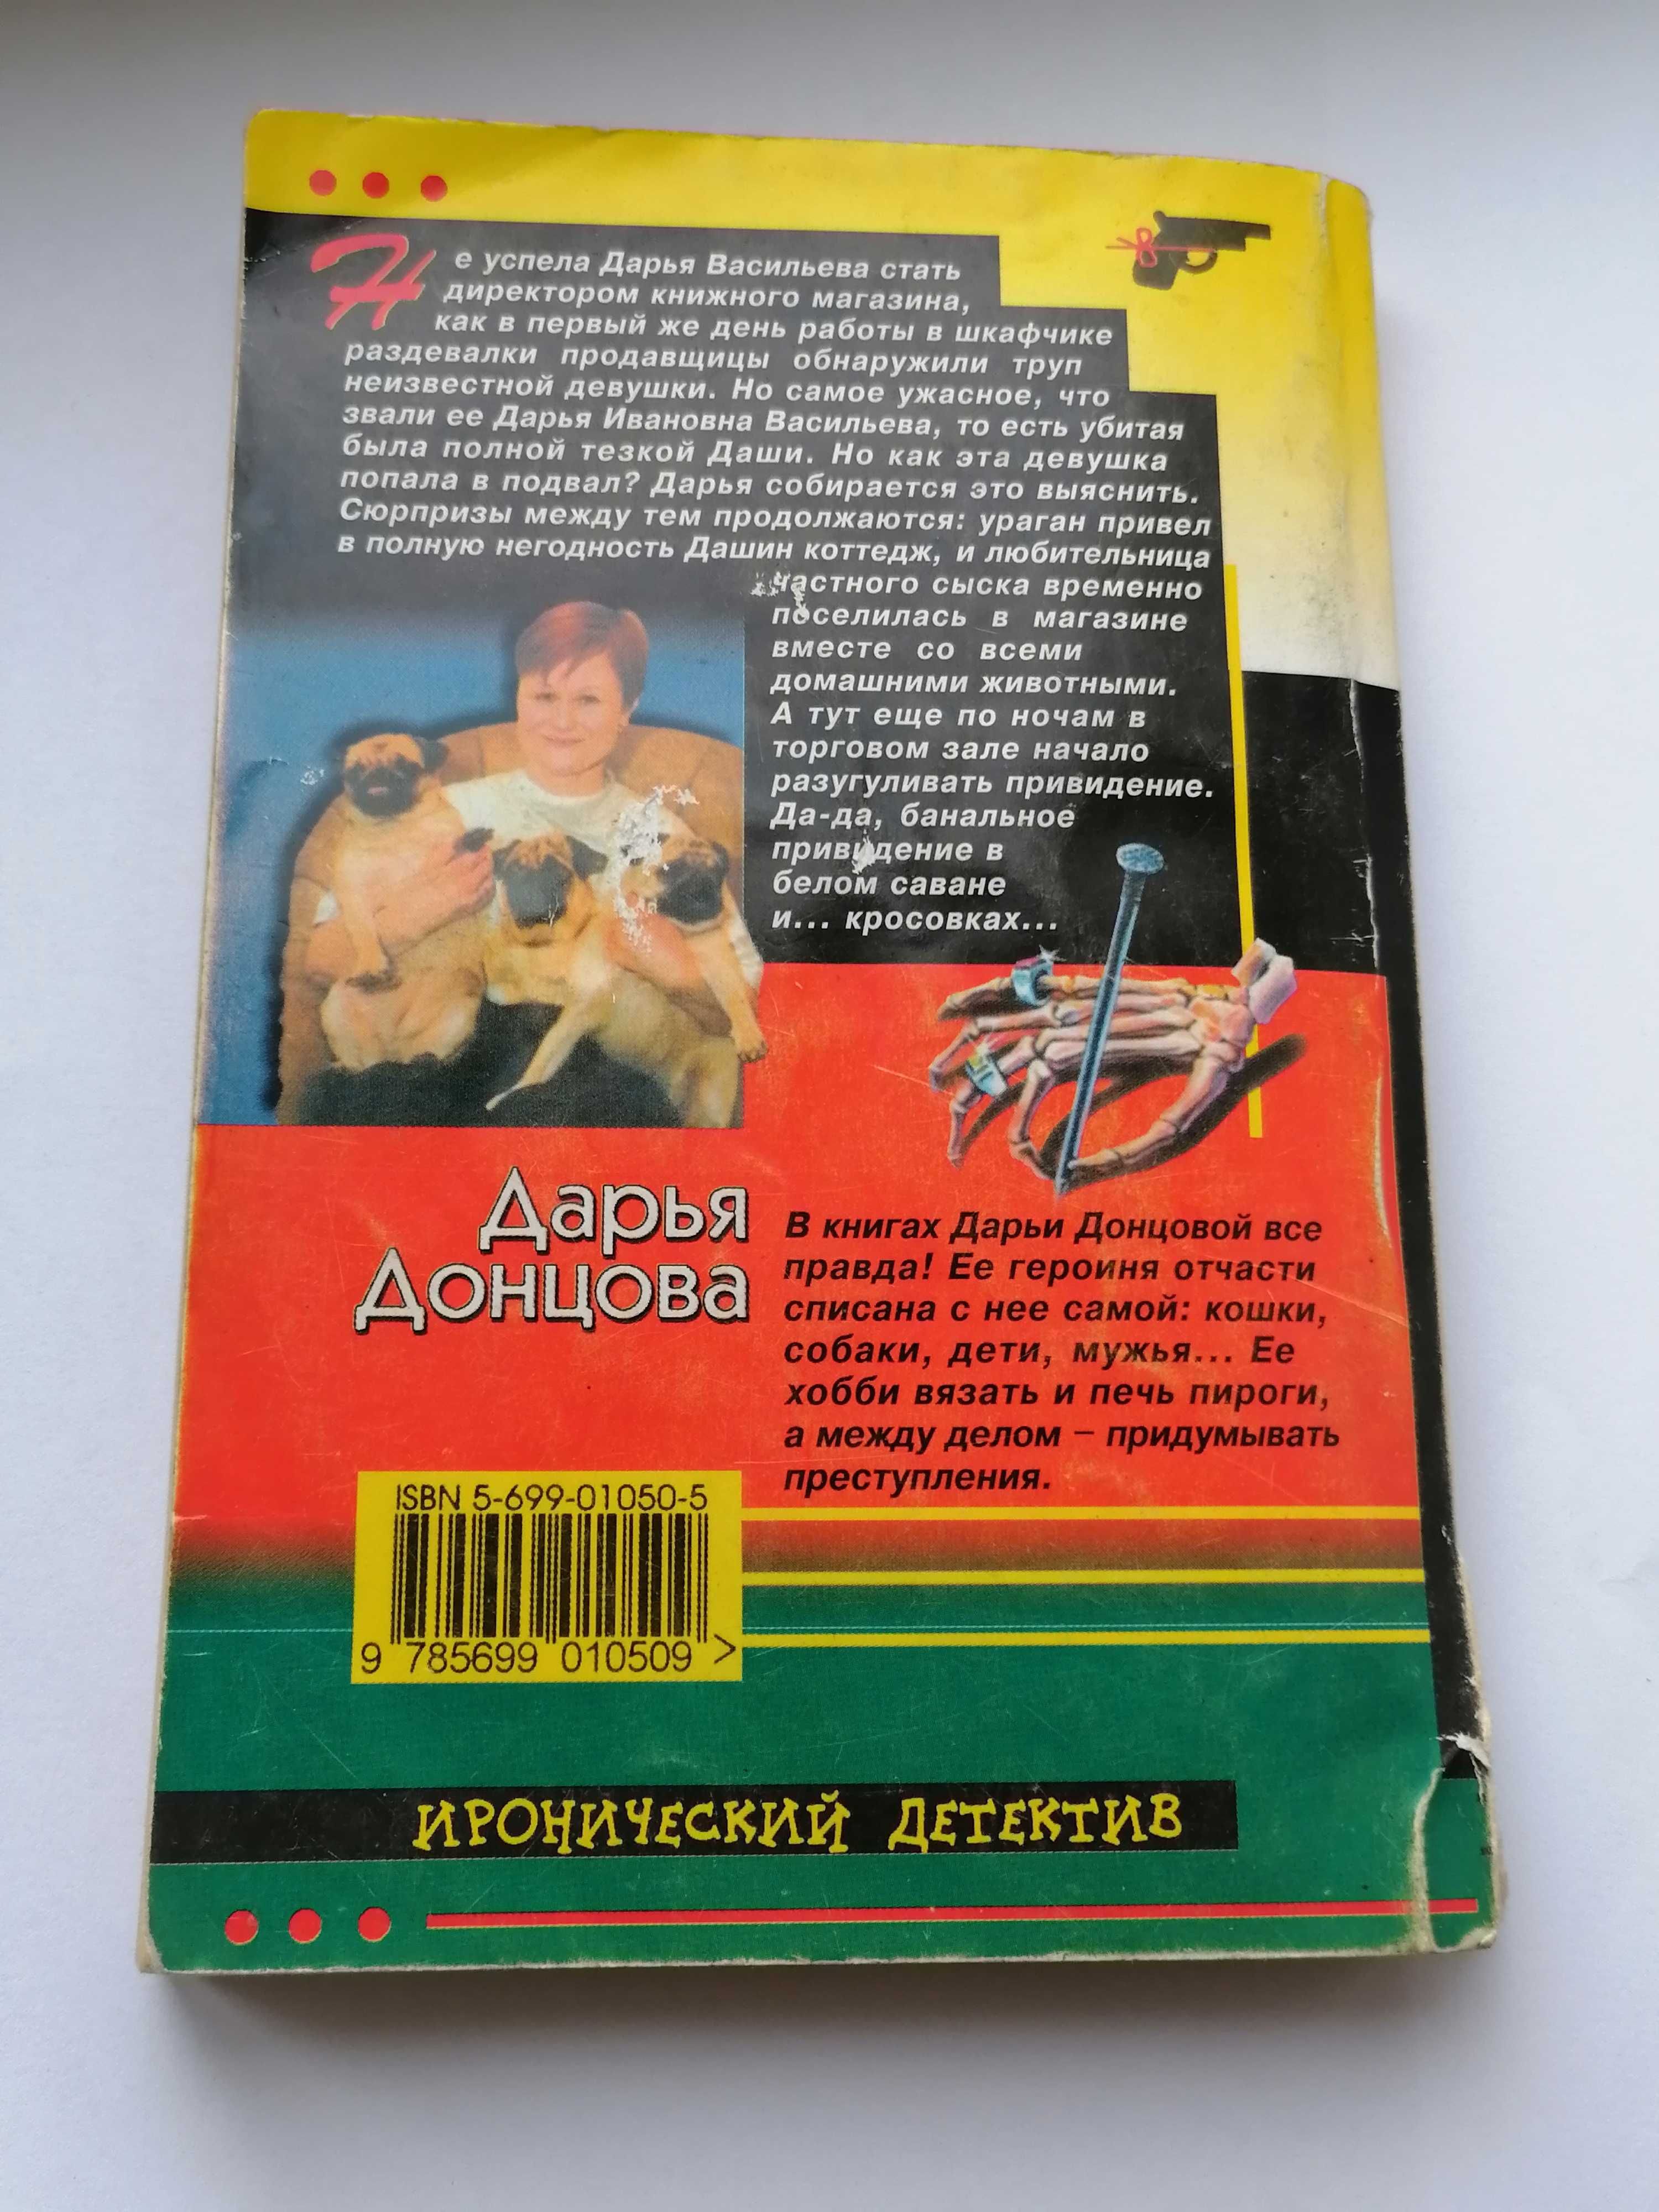 Не успела Дарья Васильева стать
директором книжного магазина,
как в первый же день работы в шкафчике
раздевалки продавщицы обнаружили труп
неизвестной девушки. Но самое ужасное, что
звали ее Дарья Ивановна Васильева, то есть убитая
была полной тезкой Даши. Но как эта девушка
попала в подвал? Дарья собирается это выяснить.
Сюрпризы между тем продолжаются: ураган привел
в полную негодность Дашин коттедж, и любительница
частного сыска временно
поселилась в магазине
вместе со всеми
домашними животными.
А тут еще по ночам в
торговом зале начало
разугуливать привидение.
Да-да, банальное
привидение в
белом саване
и... кросовках...
Дарья
Донцова
В книгах Дарьи Донцовой все
правда! Ее героиня отчасти
списана с нее самой: кошки,
собаки, дети, мужья... Ее
хобби вязать и печь пироги,
а между делом – придумывать
преступления.
ISBN 5-699-01050-5
9 785699 010509 >
ИРОНИЧЕСКИЙ ДЕТЕКТИВ